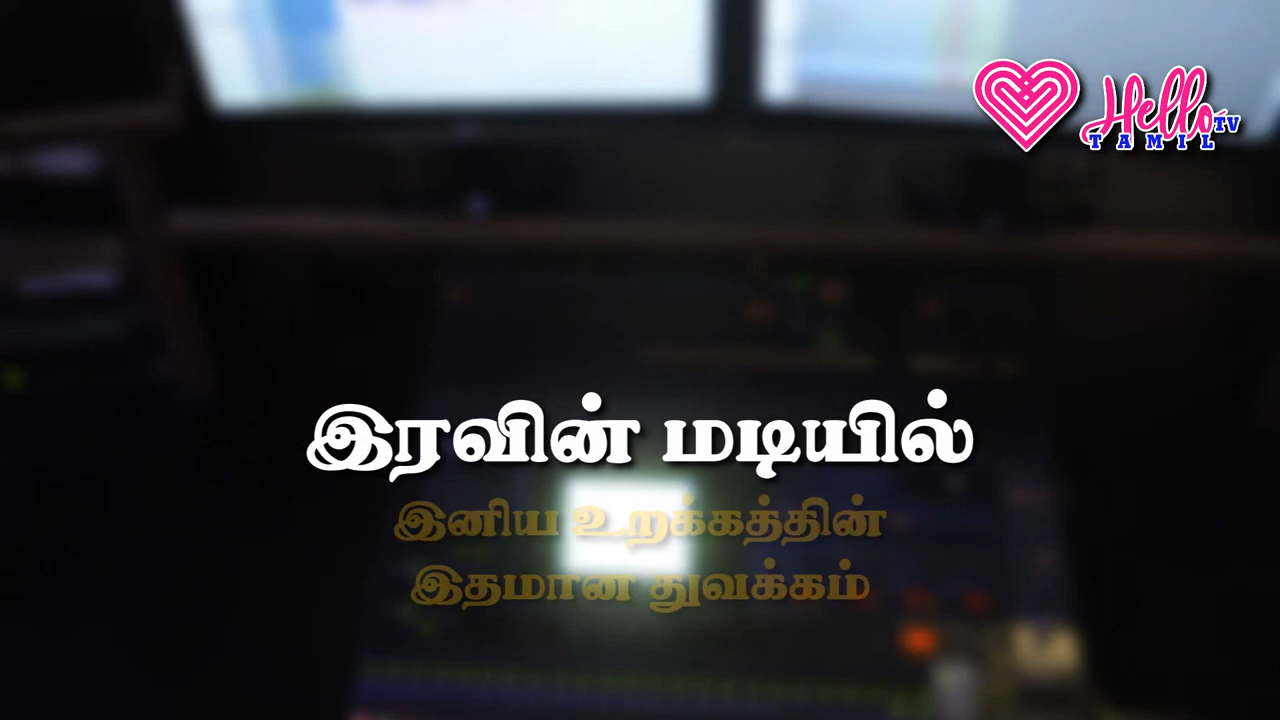 Hello TV
TAMIL
இரவின் மடியில்
இனிய உறக்கத்தின்
இதமான துவக்கம்